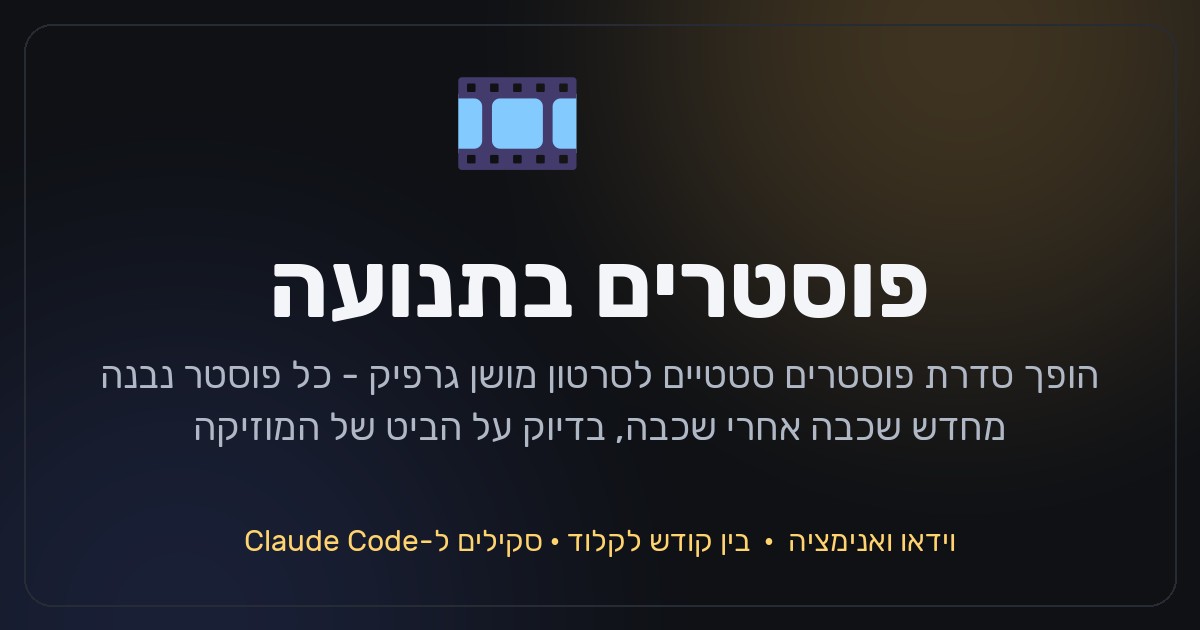 פוסטרים בתנועה
הופך סדרת פוסטרים סטטיים לסרטון מושן גרפיק - כל פוסטר נבנה
מחדש שכבה אחרי שכבה, בדיוק על הביט של המוזיקה
וידאו ואנימציה • בין קודש לקלוד • סקילים ל-Claude Code